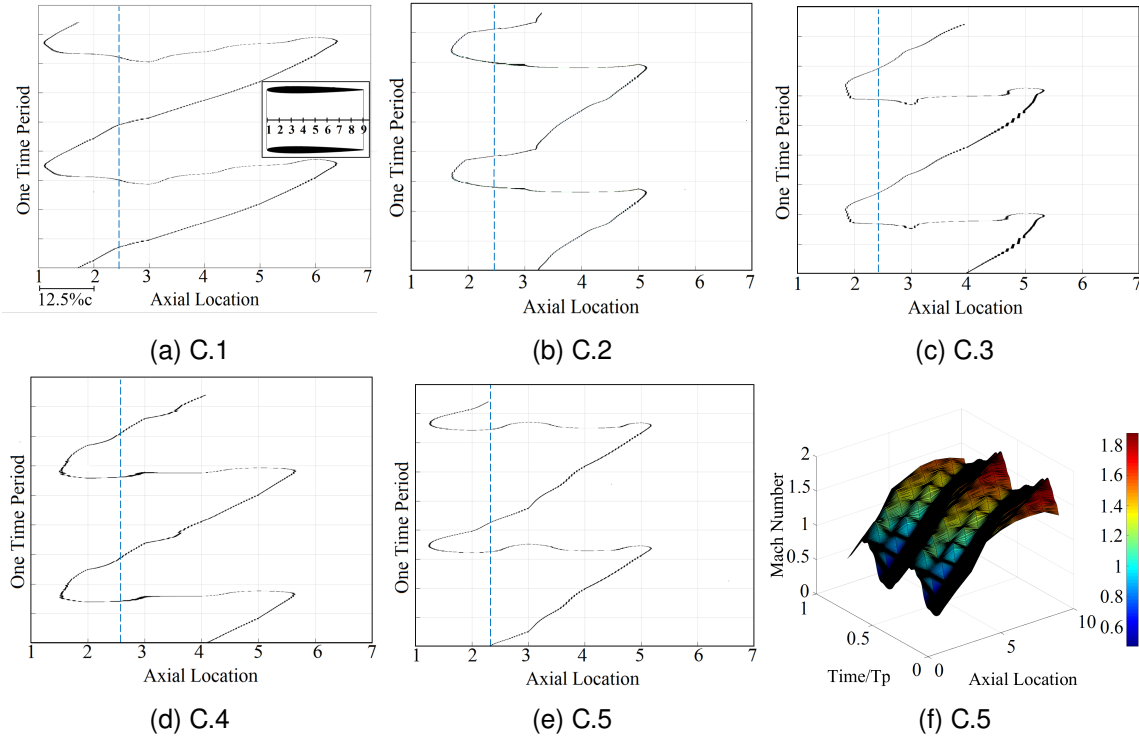 One Time Period
1 2 3 4 5 6 7 8 9
1 2 3 4 5 6 7
12.5%c
Axial Location
(a) C.1
One Time Period
1 2 3 4 5 6 7
Axial Location
(b) C.2
One Time Period
1 2 3 4 5 6 7
Axial Location
(c) C.3
One Time Period
1 2 3 4 5 6 7
Axial Location
(d) C.4
One Time Period
1 2 3 4 5 6 7
Axial Location
(e) C.5
Mach Number
2
1.5
1
0.5
0
1
0.5
0
Time/Tp
0
5
10
Axial Location
1.8
1.6
1.4
1.2
1
0.8
0.6
(f) C.5